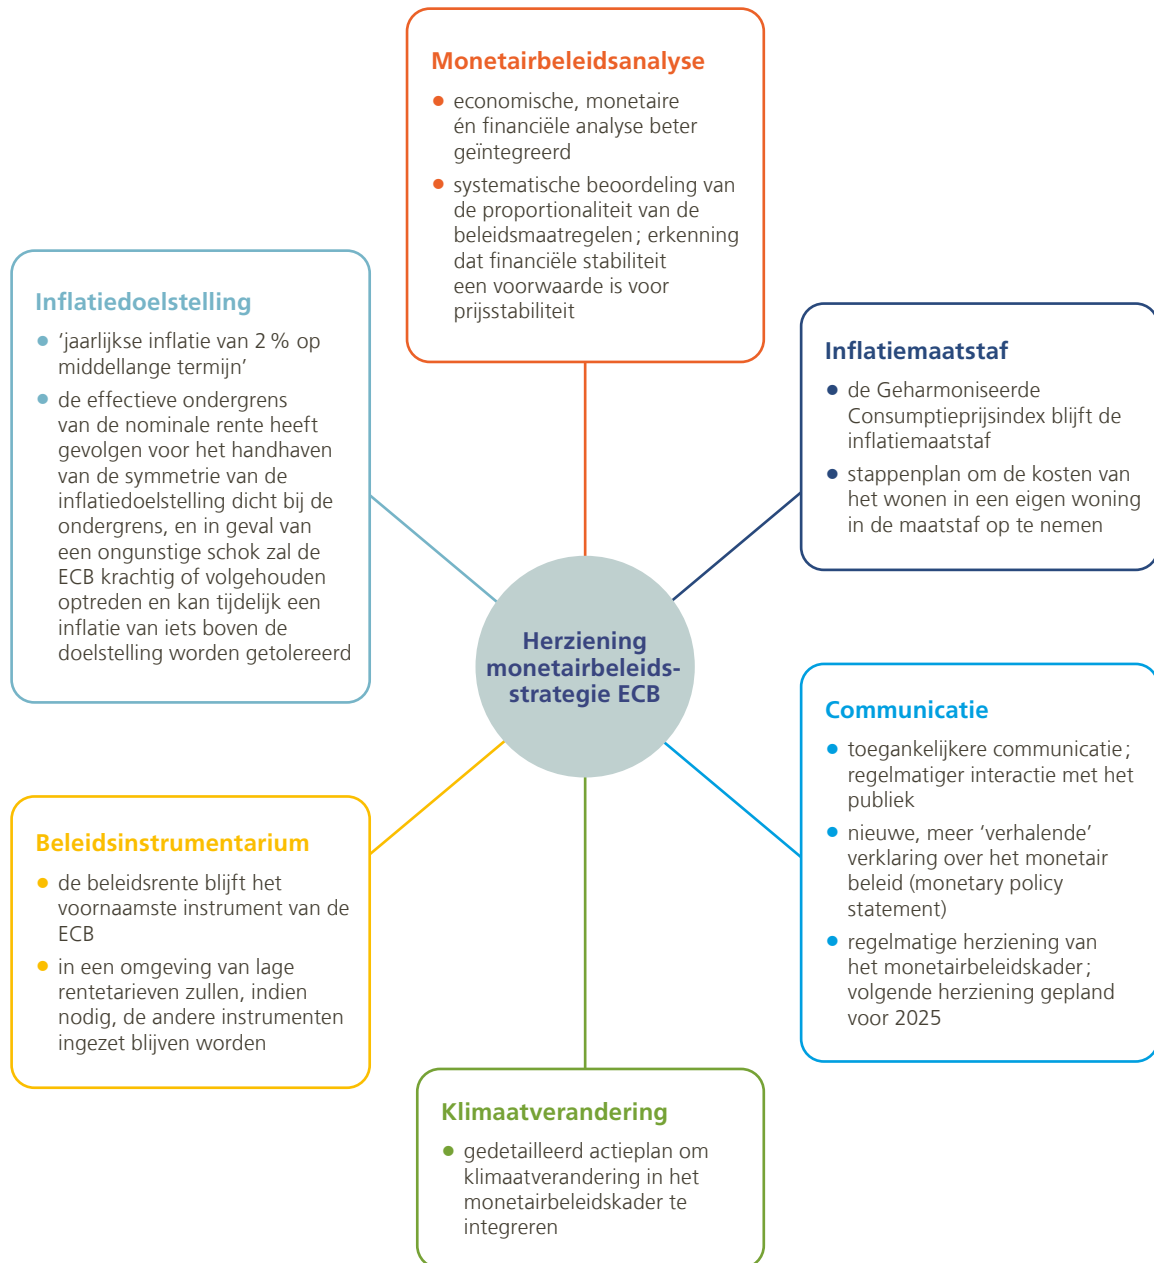 Monetairbeleidsanalyse
• economische, monetaire
én financiële analyse beter
geïntegreerd
• systematische beoordeling van
de proportionaliteit van de
beleidsmaatregelen ; erkenning
dat financiële stabiliteit
een voorwaarde is voor
prijsstabiliteit
Inflatiedoelstelling
• ‘jaarlijkse inflatie van 2 % op
middellange termijn’
• de effectieve ondergrens
van de nominale rente heeft
gevolgen voor het handhaven
van de symmetrie van de
inflatiedoelstelling dicht bij de
ondergrens, en in geval van
een ongunstige schok zal de
ECB krachtig of volgehouden
optreden en kan tijdelijk een
inflatie van iets boven de
doelstelling worden getolereerd
Inflatiemaatstaf
• de Geharmoniseerde
Consumptieprijsindex blijft de
inflatiemaatstaf
• stappenplan om de kosten van
het wonen in een eigen woning
in de maatstaf op te nemen
Herziening
monetairbeleids-
strategie ECB
Communicatie
• toegankelijkere communicatie ;
regelmatiger interactie met het
publiek
• nieuwe, meer ‘verhalende’
verklaring over het monetair
beleid (monetary policy
statement)
• regelmatige herziening van
het monetairbeleidskader ;
volgende herziening gepland
voor 2025
Beleidsinstrumentarium
• de beleidsrente blijft het
voornaamste instrument van de
ECB
• in een omgeving van lage
rentetarieven zullen, indien
nodig, de andere instrumenten
ingezet blijven worden
Klimaatverandering
• gedetailleerd actieplan om
klimaatverandering in het
monetairbeleidskader te
integreren